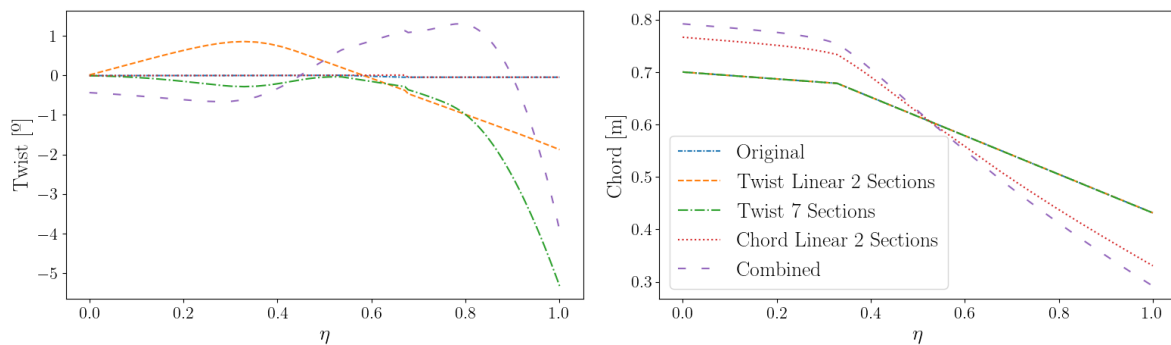 1
0
−1
−2
−3
−4
−5
Twist [º]
0.0 0.2 0.4 0.6 0.8 1.0
η
0.8
0.7
0.6
0.5
0.4
0.3
Chord [m]
Original
Twist Linear 2 Sections
Twist 7 Sections
Chord Linear 2 Sections
Combined
0.0 0.2 0.4 0.6 0.8 1.0
η